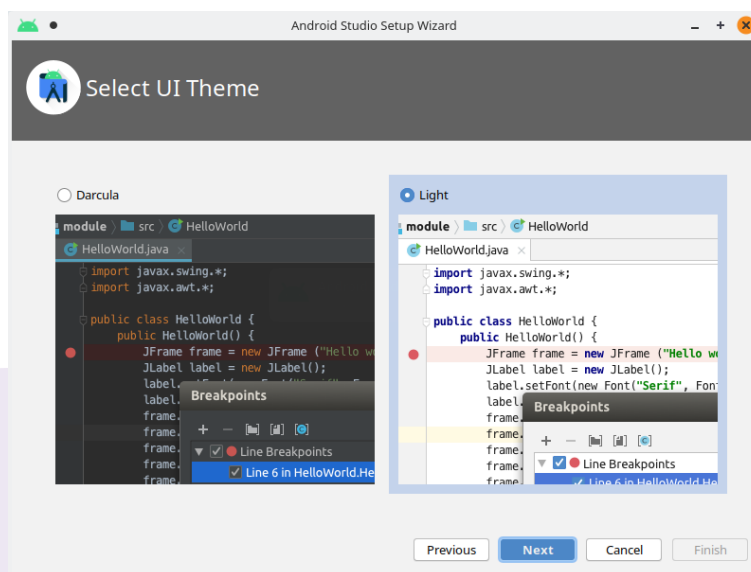 Android Studio Setup Wizard
Select UI Theme
Darcula
module src HelloWorld
HelloWorld.java
import javax.swing.*;
import javax.awt.*;
public class HelloWorld {
public HelloWorld() {
JFrame frame = new JFrame ("Hello
JLabel label = new JLabel();
label.
label.
frame.
frame.
frame.
frame.
frame.
Breakpoints
Line Breakpoints
Line 6 in HelloWorld.He
Light
module src HelloWorld
HelloWorld.java
import javax.swing.*;
import javax.awt.*;
public class HelloWorld {
public HelloWorld() {
JFrame frame = new JFrame ("Hello
JLabel label = new JLabel();
label.setFont(new Font("Serif", Font
label.
frame.
frame.
frame.
frame.
frame.
Breakpoints
Line Breakpoints
Line 6 in HelloWorld.He
Previous
Next
Cancel
Finish